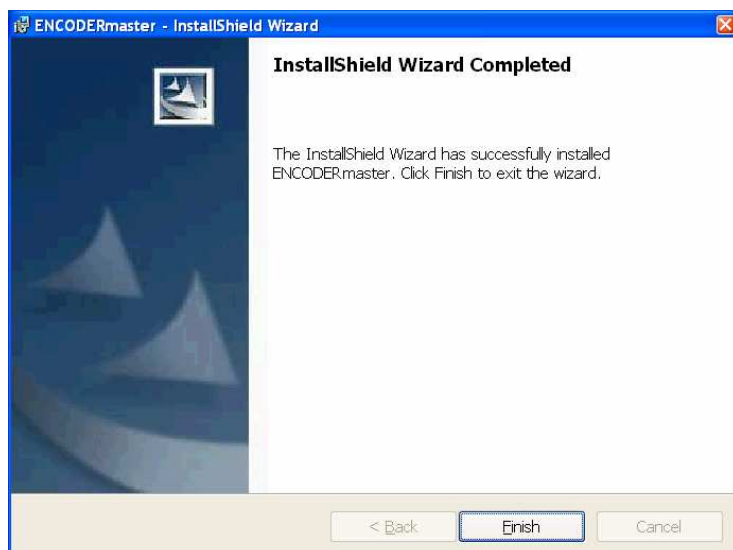 ENCODERmaster - InstallShield Wizard
InstallShield Wizard Completed
The InstallShield Wizard has successfully installed
ENCODERmaster. Click Finish to exit the wizard.
< Back
Finish
Cancel